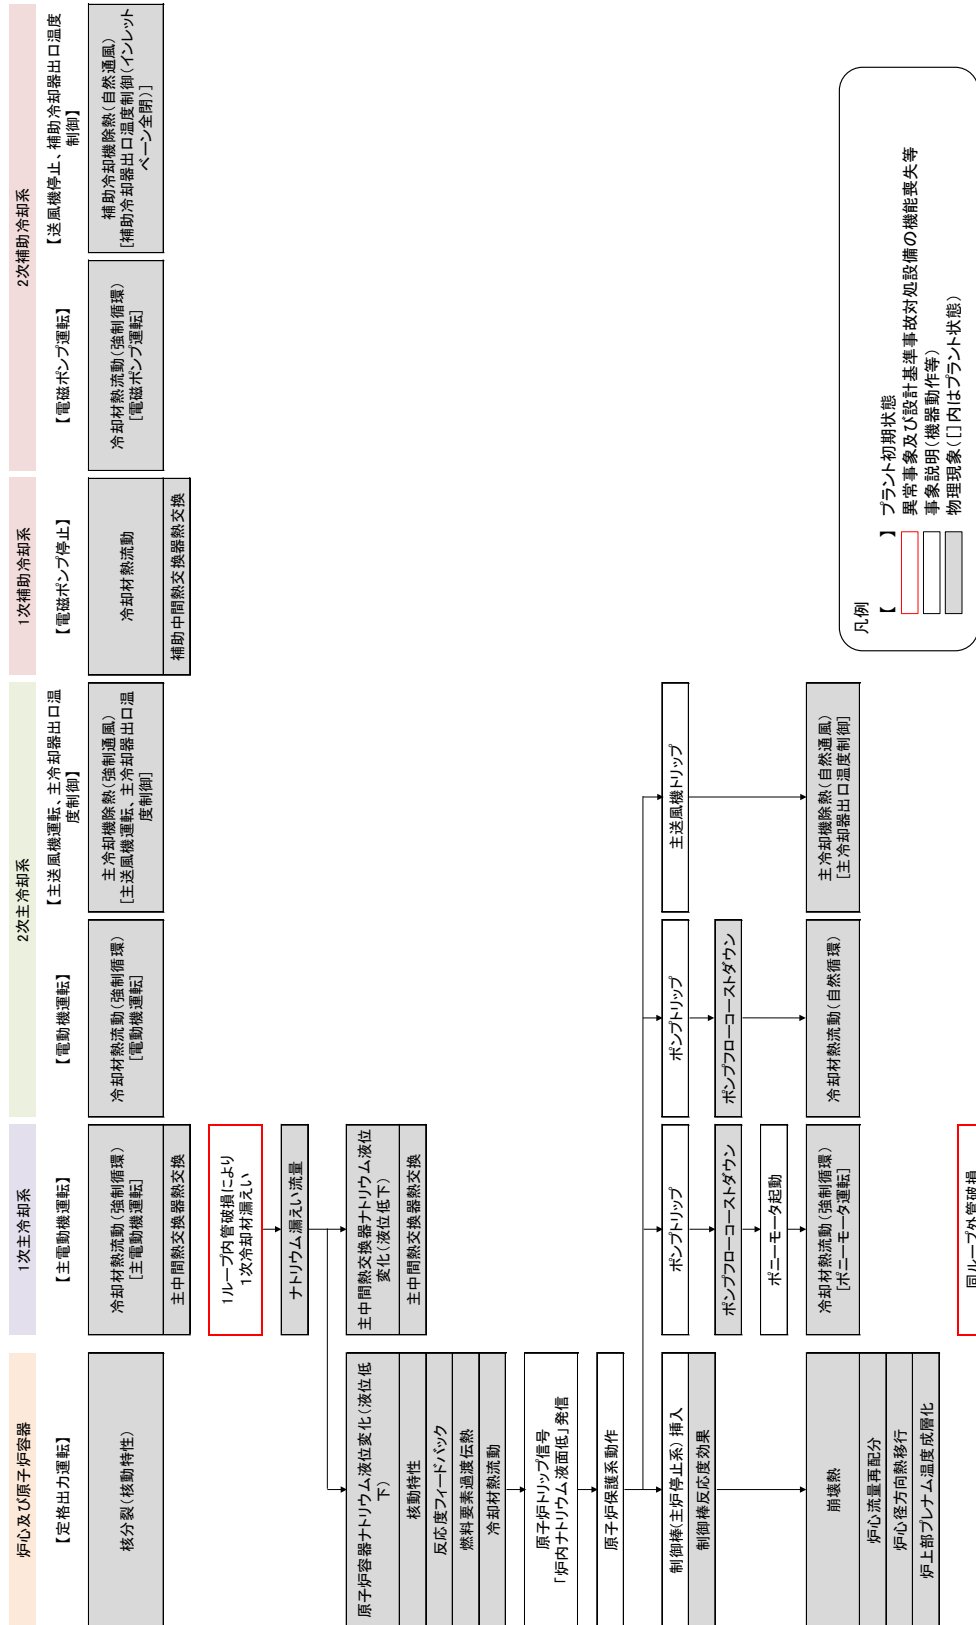 炉心及び原子炉容器
1次主冷却系
2次主冷却系
1次補助冷却系
2次補助冷却系
【定格出力運転】
【主電動機運転】
【電動機運転】
【主送風機運転、主冷却器出口温
度制御】
【電磁ポンプ停止】
【電磁ポンプ運転】
【送風機停止、補助冷却器出口温度
制御】
核分裂(核動特性)
冷却材熱流動(強制循環)
[主電動機運転]
主中間熱交換器熱交換
冷却材熱流動(強制循環)
[電動機運転]
主冷却機除熱(強制通風)
[主送風機運転、主冷却器出口温
度制御]
冷却材熱流動
補助中間熱交換器熱交換
冷却材熱流動(強制循環)
[電磁ポンプ運転]
補助冷却機除熱(自然通風)
[補助冷却器出口温度制御(インレット
ベーン全閉)]
1ループ内管破損により
1次冷却材漏えい
ナトリウム漏えい流量
原子炉容器ナトリウム液位変化(液位低
下)
核動特性
反応度フィードバック
燃料要素過渡伝熱
冷却材熱流動
主中間熱交換器ナトリウム液位
変化(液位低下)
主中間熱交換器熱交換
原子炉トリップ信号
「炉内ナトリウム液面低」発信
原子炉保護系動作
制御棒(主炉停止系)挿入
制御棒反応度効果
ポンプトリップ
ポンプフローコーストダウン
ポニーモータ起動
ポンプトリップ
ポンプフローコーストダウン
主送風機トリップ
崩壊熱
炉心流量再配分
炉心径方向熱移行
炉上部プレナム温度成層化
冷却材熱流動(強制循環)
[ポニーモータ運転]
冷却材熱流動(自然循環)
主冷却機除熱(自然通風)
[主冷却器出口温度制御]
同ループ外管破損
凡例
【 】 プラント初期状態
異常事象及び設計基準事故対処設備の機能喪失等
事象説明(機器動作等)
物理現象([]内はプラント状態)